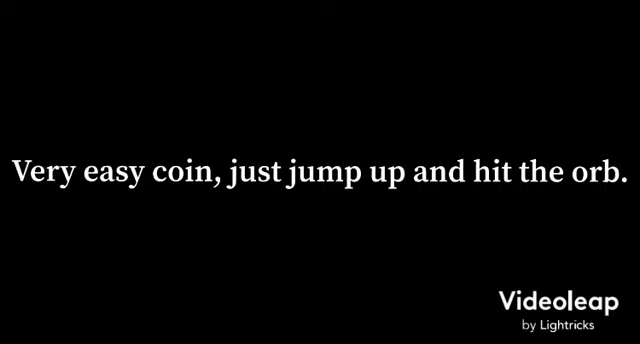 Very easy coin, just jump up and hit the orb.
Videoleap
by Lightricks